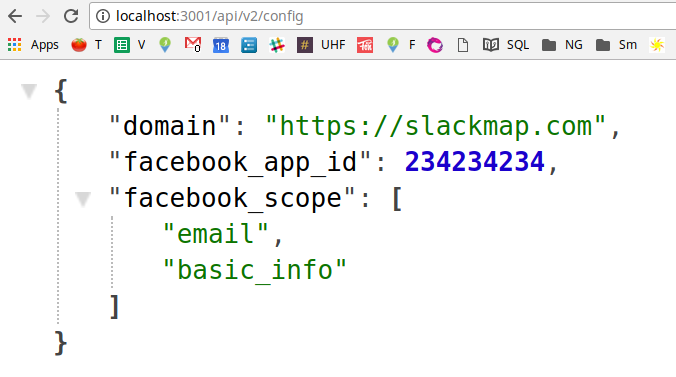 localhost:3001/api/v2/config
Apps T V 0 18 # UHF F SQL NG Sm
{
"domain": "https://slackmap.com",
"facebook_app_id": 234234234,
"facebook_scope": [
"email",
"basic_info"
]
}